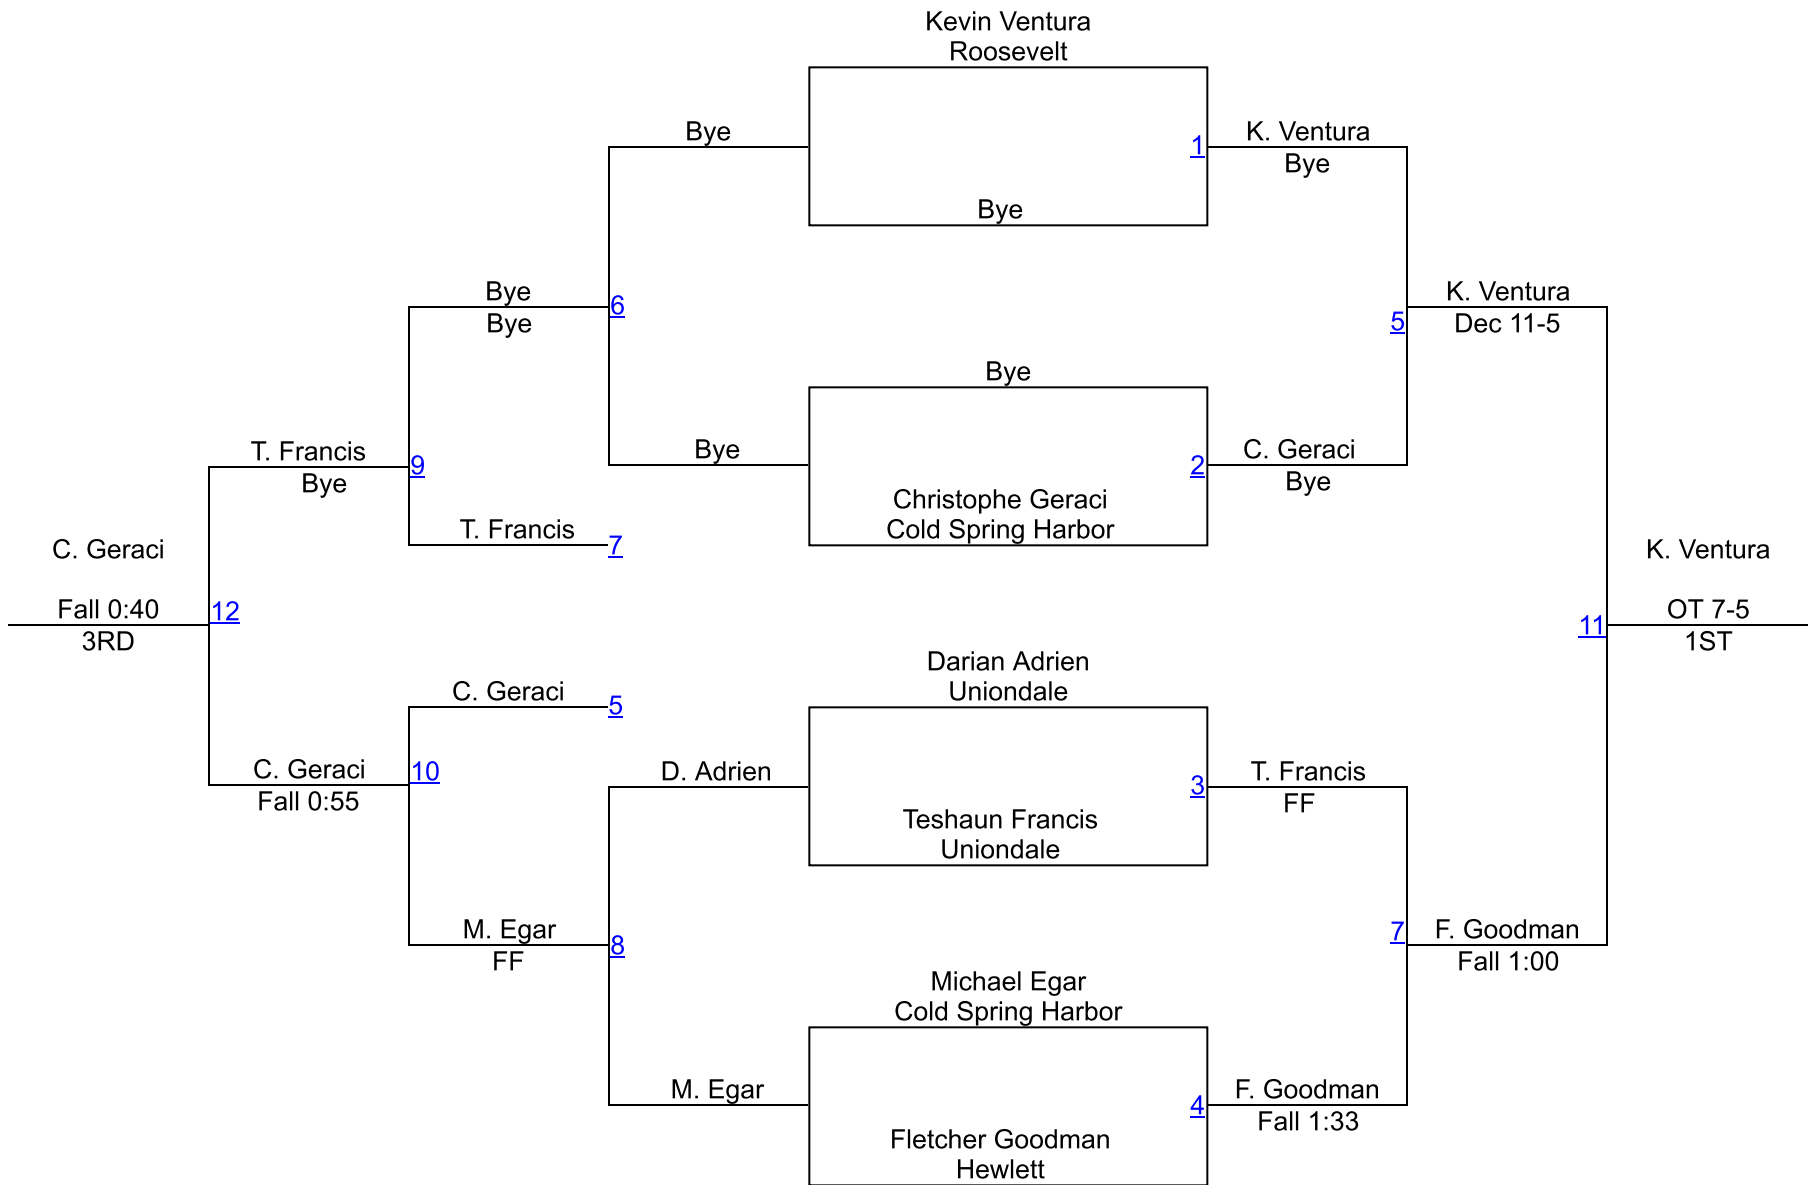 Kevin Ventura
Roosevelt
Bye
1
K. Ventura
Bye
Bye
Bye
Bye
6
K. Ventura
Dec 11-5
5
Bye
Bye
2
C. Geraci
Bye
T. Francis
Bye
9
Christophe Geraci
Cold Spring Harbor
T. Francis
7
C. Geraci
Fall 0:40
3RD
12
K. Ventura
OT 7-5
1ST
11
Darian Adrien
Uniondale
C. Geraci
5
D. Adrien
3
T. Francis
FF
C. Geraci
Fall 0:55
10
Teshaun Francis
Uniondale
M. Egar
FF
8
7
F. Goodman
Fall 1:00
Michael Egar
Cold Spring Harbor
M. Egar
4
F. Goodman
Fall 1:33
Fletcher Goodman
Hewlett